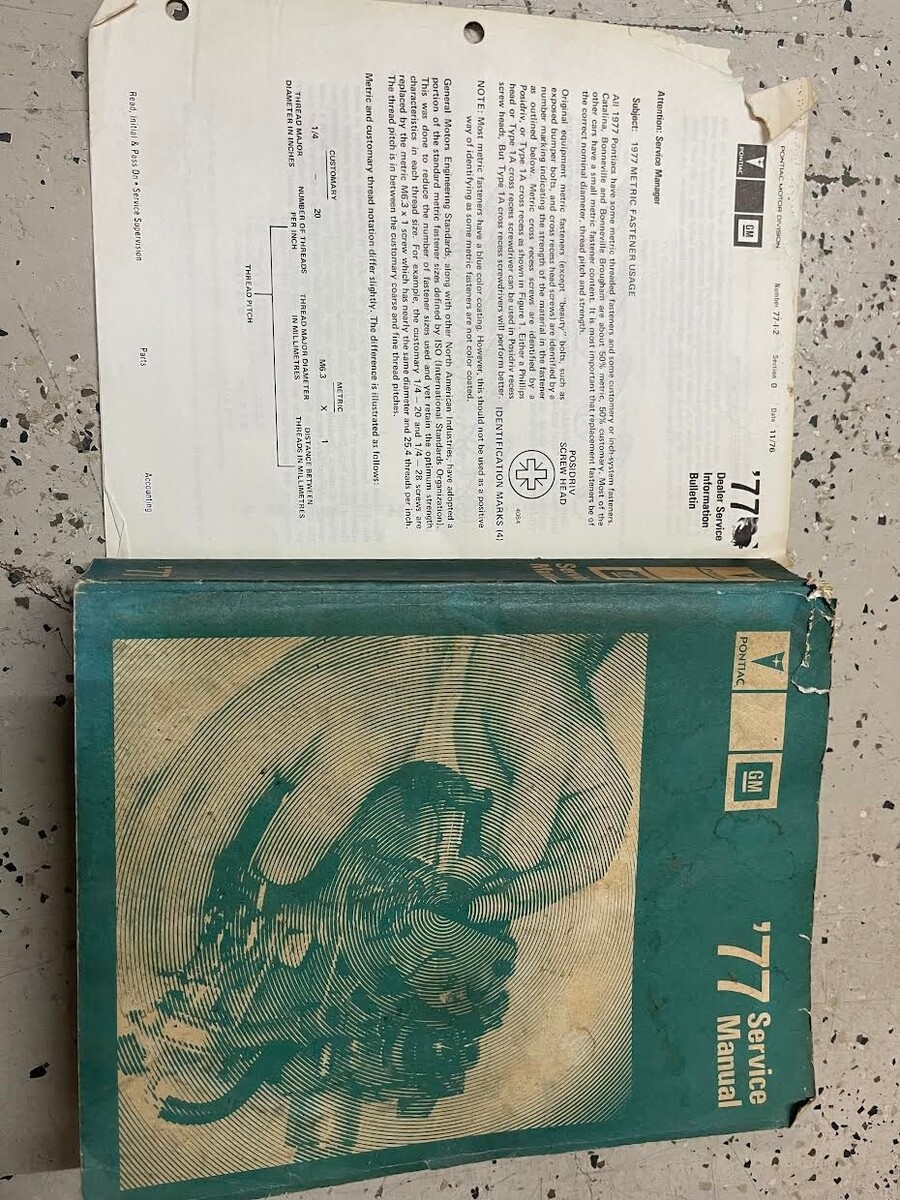 PONTIAC MOTOR DIVISION
Number 77-I-2 Section 0 Date 11/76
PONTIAC GM
'77
Dealer Service
Information
Bulletin
Attention: Service Manager
Subject: 1977 METRIC FASTENER USAGE
All 1977 Pontiacs have some metric threaded fasteners and some customary or inch-system fasteners.
Catalina, Bonneville and Bonneville Brougham are about 50% metric, 50% customary. Most of the
other cars have a small metric fastener content. It is most important that replacement fasteners be of
the correct nominal diameter, thread pitch and strength.
Original equipment metric fasteners (except "beauty" bolts, such as
exposed bumper bolts, and cross recess head screws) are identified by a
number marking indicating the strength of the material in the fastener
as outlined below. Metric cross recess screws are identified by a
Posidriv, or Type 1A cross recess as shown in Figure 1. Either a Phillips
head or Type 1A cross recess screwdriver can be used in Posidriv recess
screw heads, But Type 1A cross recess screwdrivers will perform better.
POSIDRIV
SCREW HEAD
4084
IDENTIFICATION MARKS (4)
NOTE: Most metric fasteners have a blue color coating. However, this should not be used as a positive
way of identifying as some metric fasteners are not color coated.
General Motors Engineering Standards, along with other North American Industries, have adopted a
portion of the standard metric fastener sizes defined by ISO (International Standards Organization).
This was done to reduce the number of fastener sizes used and yet retain the optimum strength
characteristics in each thread size. For example, the customary 1/4 – 20 and 1/4 – 28 screws are
replaced by the metric M6.3 x 1 screw which has nearly the same diameter and 25.4 threads per inch.
The thread pitch is in between the customary coarse and fine thread pitches.
Metric and customary thread notation differ slightly. The difference is illustrated as follows:
CUSTOMARY METRIC
1/4 – 20 M6.3 X 1
THREAD MAJOR
DIAMETER IN INCHES
NUMBER OF THREADS
PER INCH
THREAD MAJOR DIAMETER
IN MILLIMETRES
DISTANCE BETWEEN
THREADS IN MILLIMETRES
THREAD PITCH
Read, Initial & Pass On • Service Supervision Parts Accounting
GM
Service
'77
PONTIAC GM
'77 Service
Manual